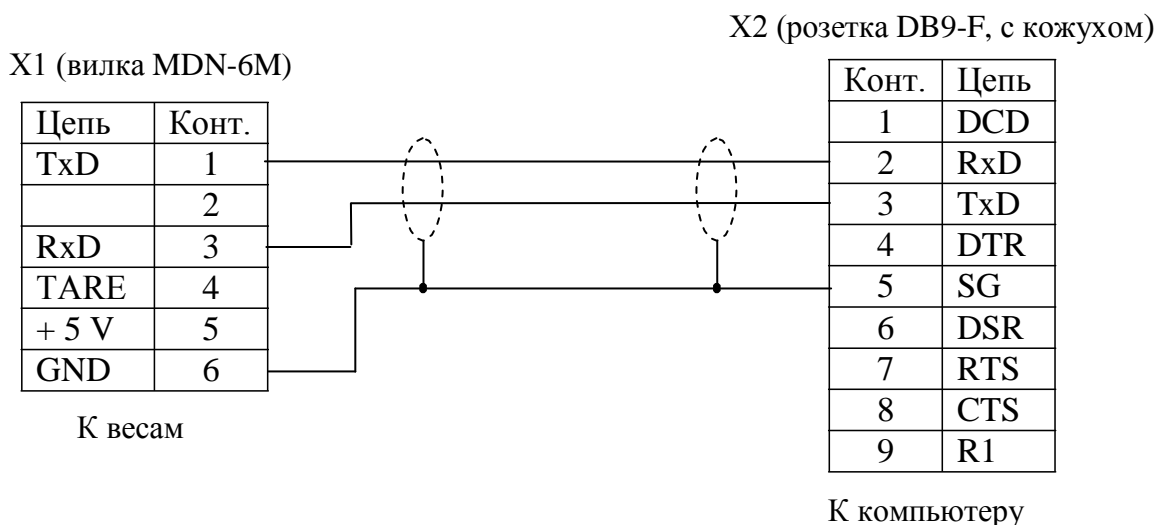 X2 (розетка DB9-F, с кожухом)
X1 (вилка MDN-6M)
Цепь Конт.
TxD 1
2
RxD 3
TARE 4
+ 5 V 5
GND 6
К весам
Конт. Цепь
1 DCD
2 RxD
3 TxD
4 DTR
5 SG
6 DSR
7 RTS
8 CTS
9 R1
К компьютеру